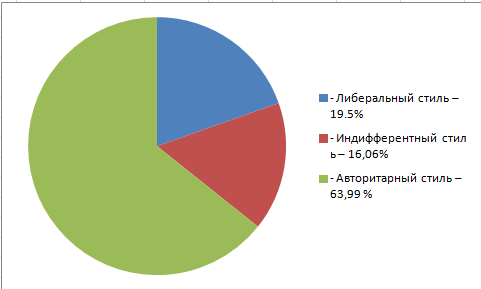 - Либеральный стиль –
19.5%
- Индифферентный стил
ь – 16,06%
- Авторитарный стиль –
63,99 %